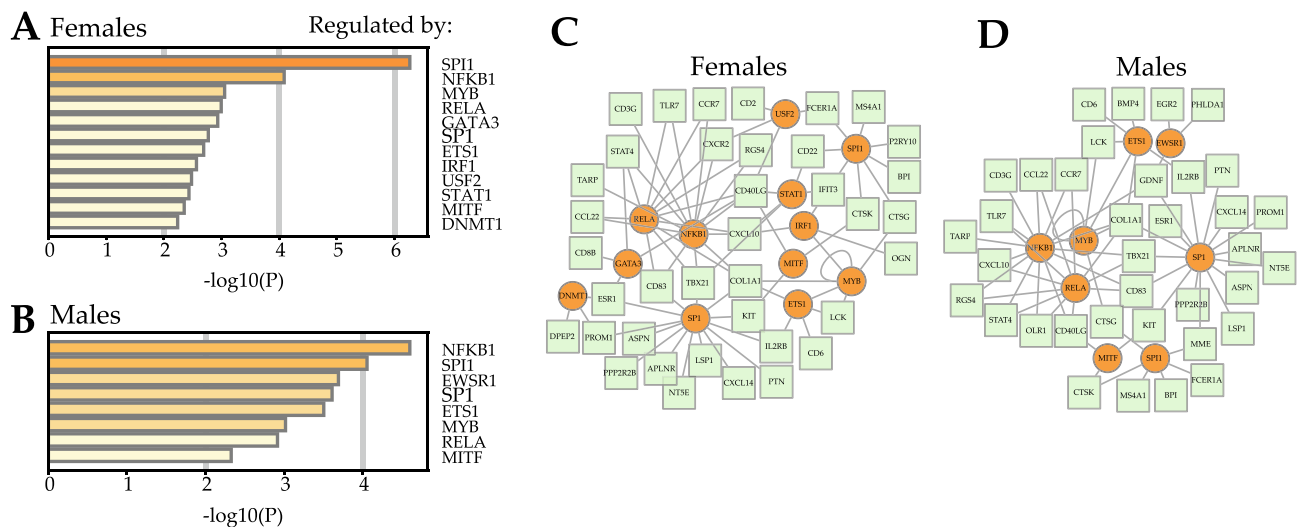 A Females Regulated by:
SPI1
NFKB1
MYB
RELA
GATA3
SP1
ETS1
IRF1
USF2
STAT1
MITF
DNMT1
0 1 2 3 4 5 6
-log10(P)
B Males
NFKB1
SPI1
EWSR1
SP1
ETS1
MYB
RELA
MITF
0 1 2 3 4
-log10(P)
C
Females
CD3G TLR7 CCR7 CD2 USF2 FCER1A MS4A1
STAT4 CXCR2 RGS4 CD22 SPI1 P2RY10
TARP CD40LG STAT1 IFIT3 BPI
CCL22 RELA NFKB1 CXCL10 IRF1 CTSK CTSG
CD8B GATA3 MITF OGN
DNMT1 ESR1 CD83 TBX21 COL1A1 MYB
SP1 KIT ETS1 LCK
DPEP2 PROM1 ASPN IL2RB CD6
PPP2R2B APLNR LSP1
NT5E CXCL14 PTN
D
Males
CD6 BMP4 EGR2 PHLDA1
LCK ETS1 EWSR1
CD3G CCL22 CCR7 GDNF IL2RB PTN
TLR7 COL1A1 ESR1 CXCL14 PROM1
TARP NFKB1 MYB TBX21 SP1 APLNR
CXCL10 NT5E
RGS4 RELA CD83 PPP2R2B ASPN
STAT4 OLR1 CD40LG CTSG KIT LSP1
MITF SPI1 MME
CTSK MS4A1 BPI FCER1A